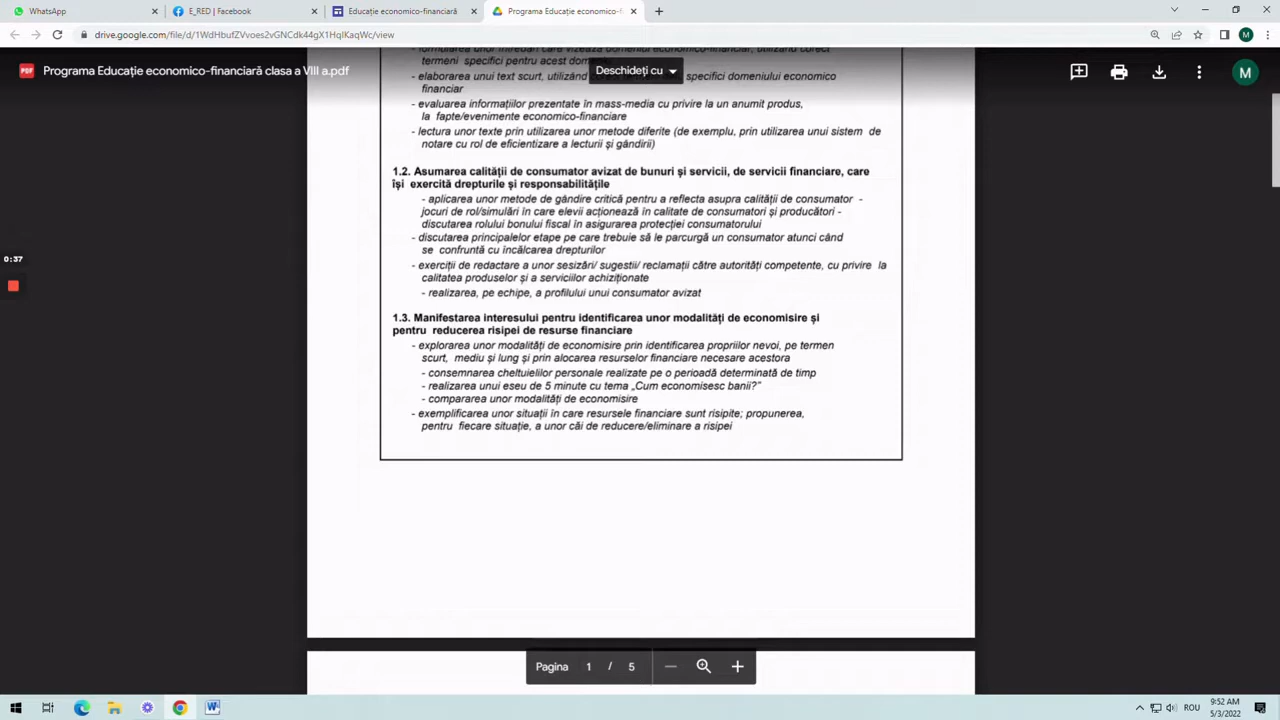 WhatsApp
E_RED | Facebook
Educație economico-financiară
Programa Educație economico-f
drive.google.com/file/d/1WdHbufZVvoes2vGNCdk44gX1HqIKaqWc/view
M
PDF
Programa Educație economico-financiară clasa a VIII a.pdf
Deschideți cu
M
- formularea unor întrebări care vizează domeniul economico-financiar, utilizând corect
termeni specifici pentru acest
- elaborarea unui text scurt, utilizând specifici domeniului economico
financiar
- evaluarea informațiilor prezentate în mass-media cu privire la un anumit produs,
la fapte/evenimente economico-financiare
- lectura unor texte prin utilizarea unor metode diferite (de exemplu, prin utilizarea unui sistem de
notare cu rol de eficientizare a lecturii și gândirii)
1.2. Asumarea calității de consumator avizat de bunuri și servicii, de servicii financiare, care
își exercită drepturile și responsabilitățile
- aplicarea unor metode de gândire critică pentru a reflecta asupra calității de consumator -
jocuri de rol/simulări în care elevii acționează în calitate de consumatori și producători -
discutarea rolului bonului fiscal în asigurarea protecției consumatorului
- discutarea principalelor etape pe care trebuie să le parcurgă un consumator atunci când
se confruntă cu încălcarea drepturilor
- exerciții de redactare a unor sesizări/ sugestii/ reclamații către autorități competente, cu privire la
calitatea produselor și a serviciilor achiziționate
- realizarea, pe echipe, a profilului unui consumator avizat
1.3. Manifestarea interesului pentru identificarea unor modalități de economisire și
pentru reducerea risipei de resurse financiare
- explorarea unor modalități de economisire prin identificarea propriilor nevoi, pe termen
scurt, mediu și lung și prin alocarea resurselor financiare necesare acestora
- consemnarea cheltuielilor personale realizate pe o perioadă determinată de timp
- realizarea unui eseu de 5 minute cu tema „Cum economisesc banii?”
- compararea unor modalități de economisire
- exemplificarea unor situații în care resursele financiare sunt risipite; propunerea,
pentru fiecare situație, a unor căi de reducere/eliminare a risipei
0:37
Pagina 1 / 5
ROU
9:52 AM
5/3/2022